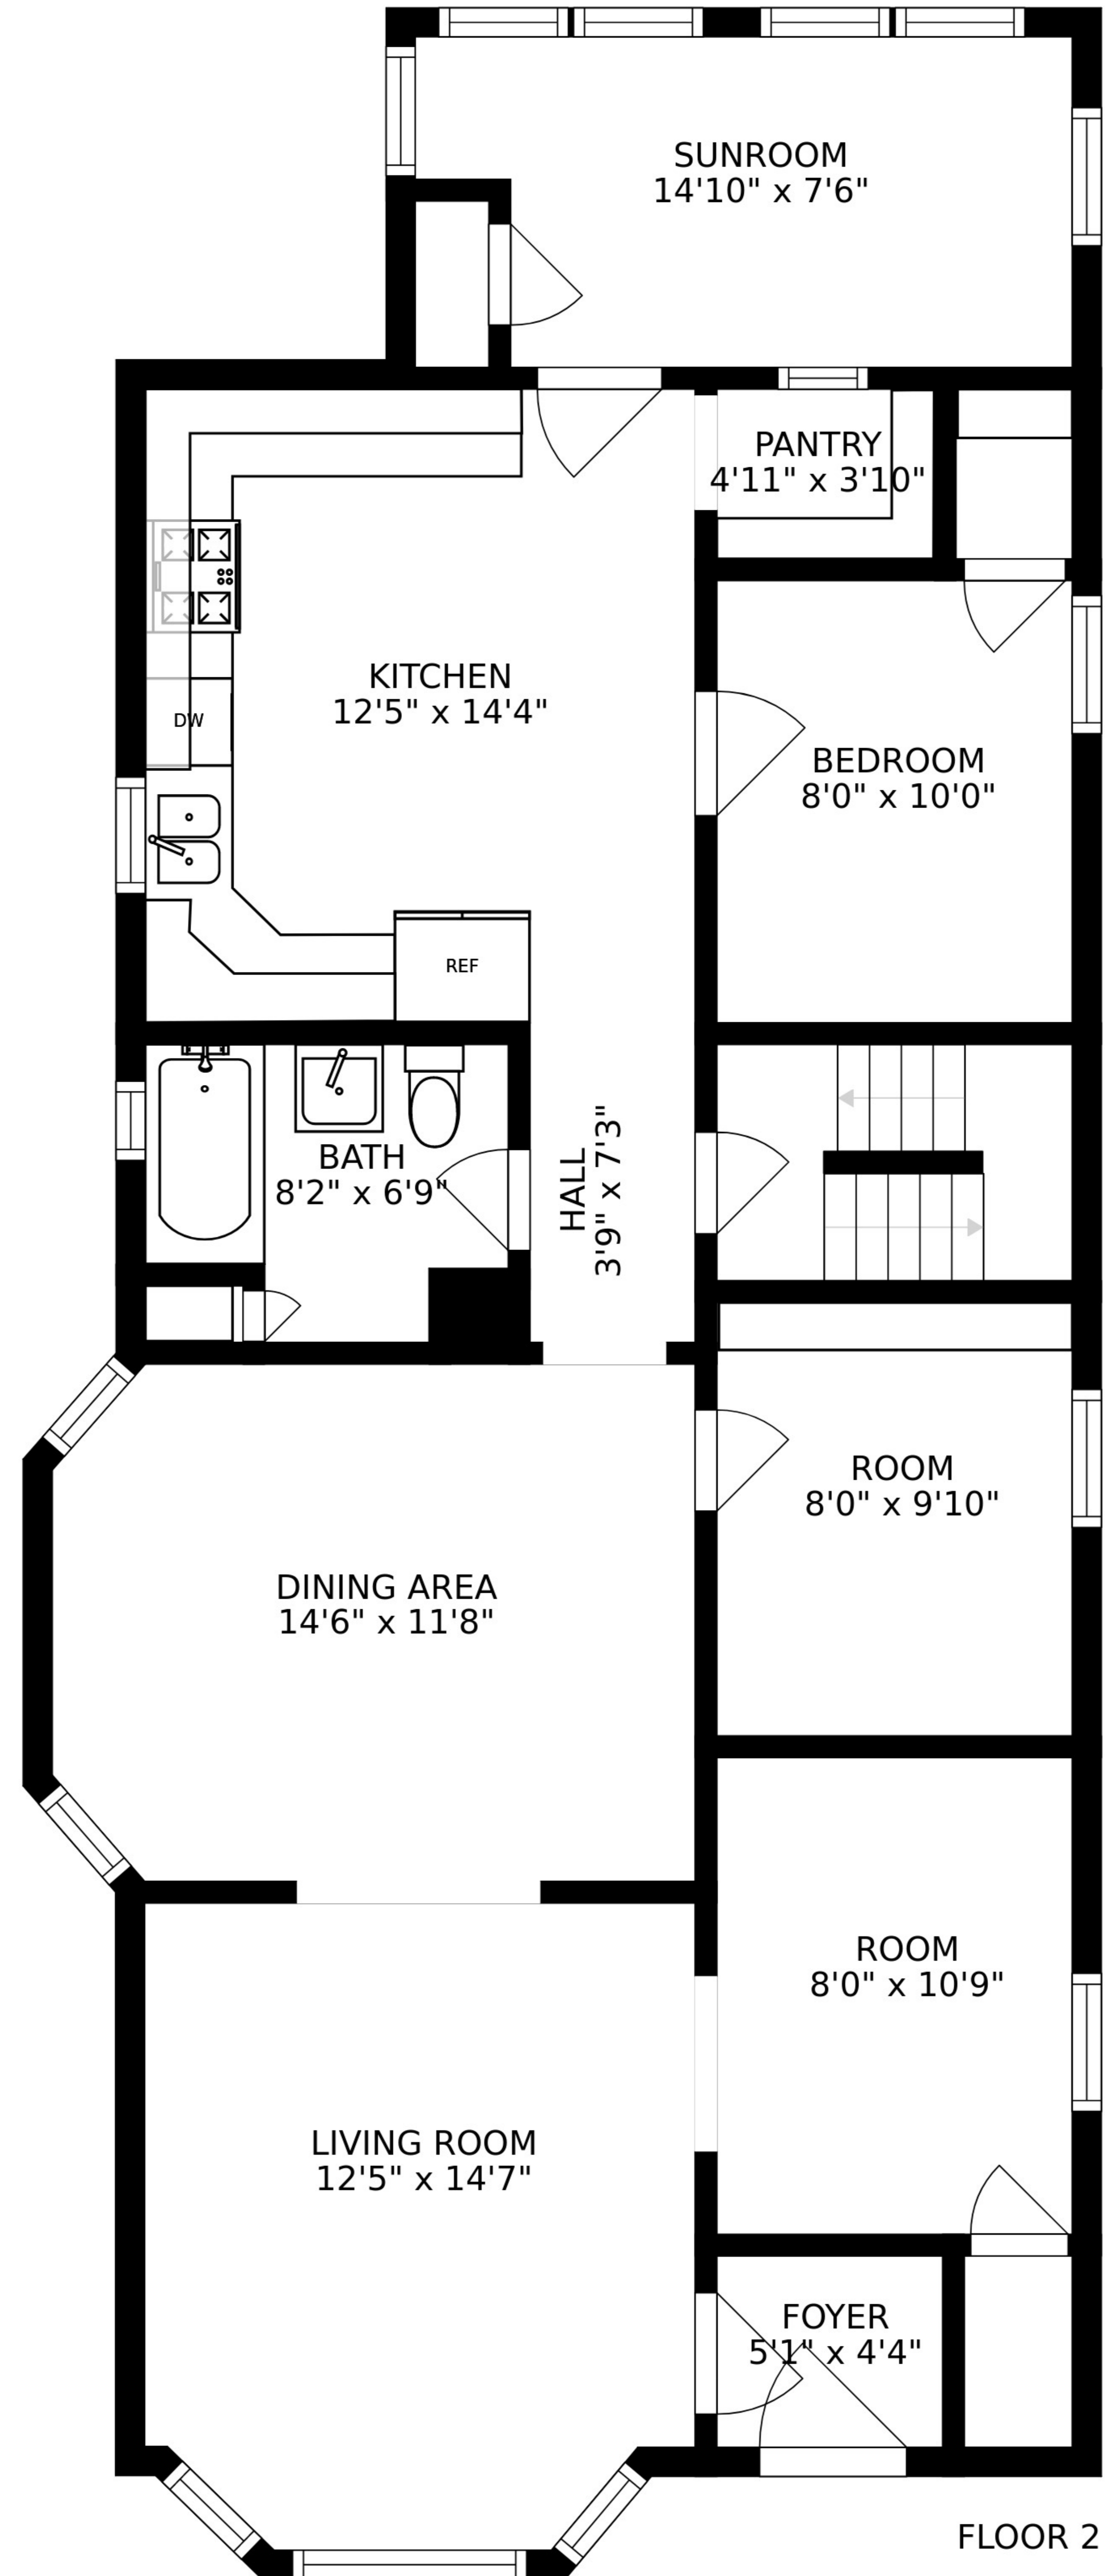 SUNROOM
14'10" x 7'6"
PANTRY
4'11" x 3'10"
KITCHEN
12'5" x 14'4"
DW
BEDROOM
8'0" x 10'0"
REF
BATH
8'2" x 6'9"
HALL
3'9" x 7'3"
ROOM
8'0" x 9'10"
DINING AREA
14'6" x 11'8"
ROOM
8'0" x 10'9"
LIVING ROOM
12'5" x 14'7"
FOYER
5'1" x 4'4"
FLOOR 2